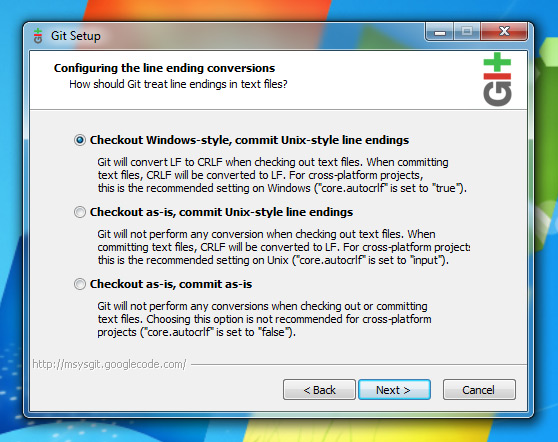 Git Setup
Configuring the line ending conversions
How should Git treat line endings in text files?
Git
Checkout Windows-style, commit Unix-style line endings
Git will convert LF to CRLF when checking out text files. When committing
text files, CRLF will be converted to LF. For cross-platform projects,
this is the recommended setting on Windows ("core.autocrlf" is set to "true").
Checkout as-is, commit Unix-style line endings
Git will not perform any conversion when checking out text files. When
committing text files, CRLF will be converted to LF. For cross-platform projects
this is the recommended setting on Unix ("core.autocrlf" is set to "input").
Checkout as-is, commit as-is
Git will not perform any conversions when checking out or committing
text files. Choosing this option is not recommended for cross-platform
projects ("core.autocrlf" is set to "false").
http://msysgit.googlecode.com/
< Back
Next >
Cancel